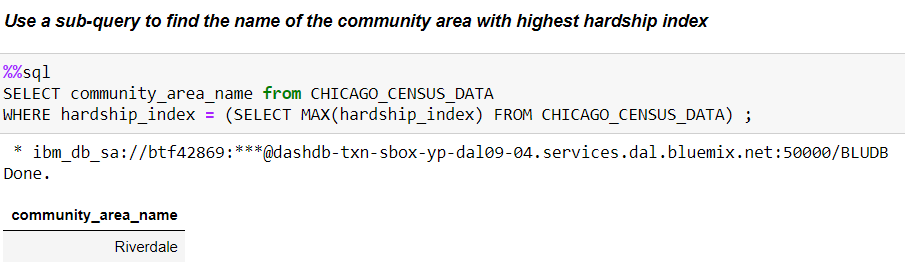 Use a sub-query to find the name of the community area with highest hardship index
%%sql
SELECT community_area_name from CHICAGO_CENSUS_DATA
WHERE hardship_index = (SELECT MAX(hardship_index) FROM CHICAGO_CENSUS_DATA) ;
* ibm_db_sa://btf42869:***@dashdb-txn-sbox-yp-dal09-04.services.dal.bluemix.net:50000/BLUDB
Done.
community_area_name
Riverdale